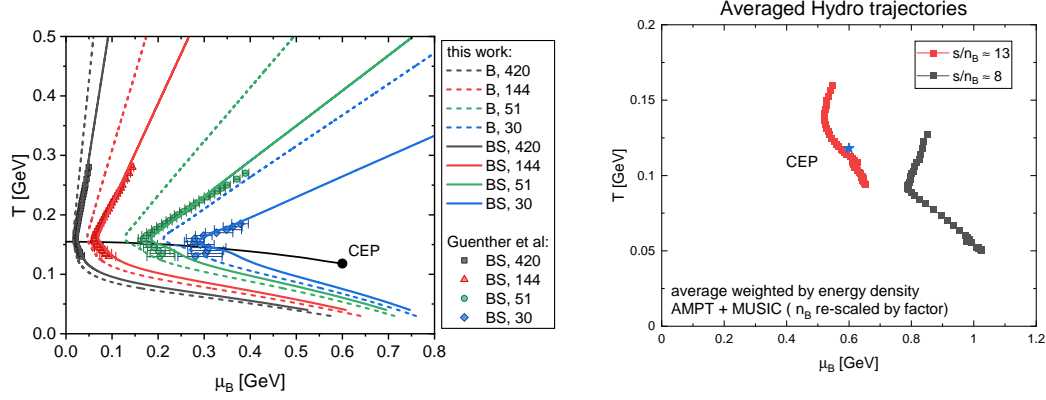 0.5
0.4
0.3
0.2
0.1
0.0
T [GeV]
0.0 0.1 0.2 0.3 0.4 0.5 0.6 0.7 0.8
μB [GeV]
CEP
this work:
B, 420
B, 144
B, 51
B, 30
BS, 420
BS, 144
BS, 51
BS, 30
Guenther et al:
BS, 420
BS, 144
BS, 51
BS, 30
Averaged Hydro trajectories
0.2
0.15
0.1
0.05
0
T [GeV]
s/nB ≈ 13
s/nB ≈ 8
CEP
average weighted by energy density
AMPT + MUSIC ( nB re-scaled by factor)
0 0.2 0.4 0.6 0.8 1.0 1.2
μB [GeV]